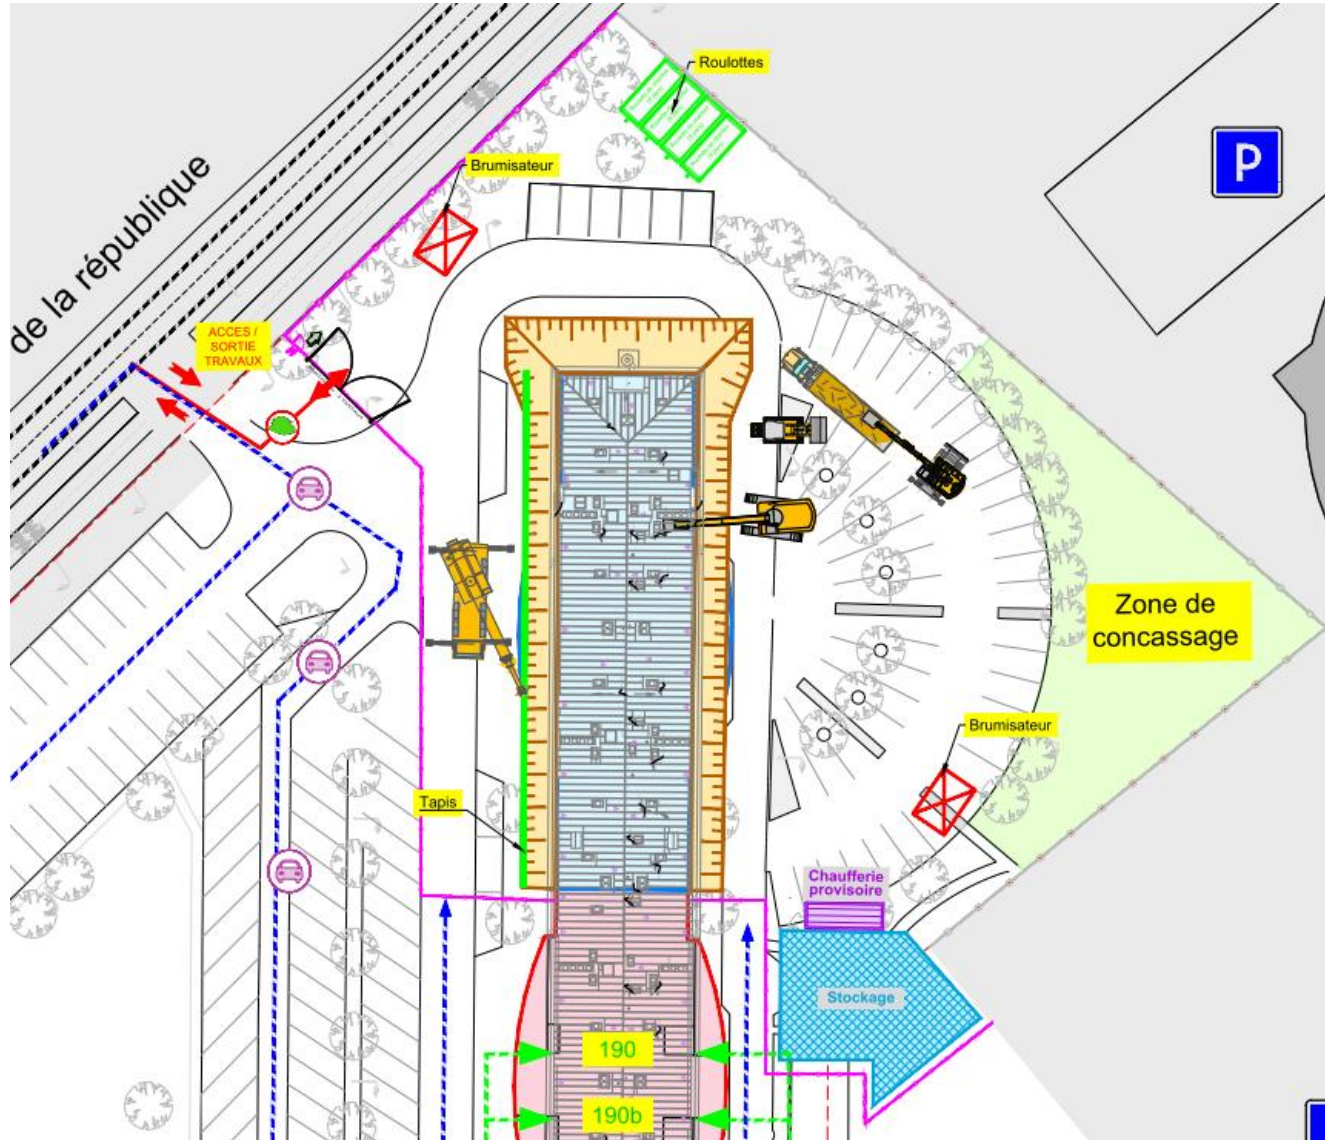 Roulottes
P
Brumisateur
de la république
ACCES /
SORTIE
TRAVAUX
Zone de
concassage
Brumisateur
Tapis
Chaufferie
provisoire
Stockage
190
190b